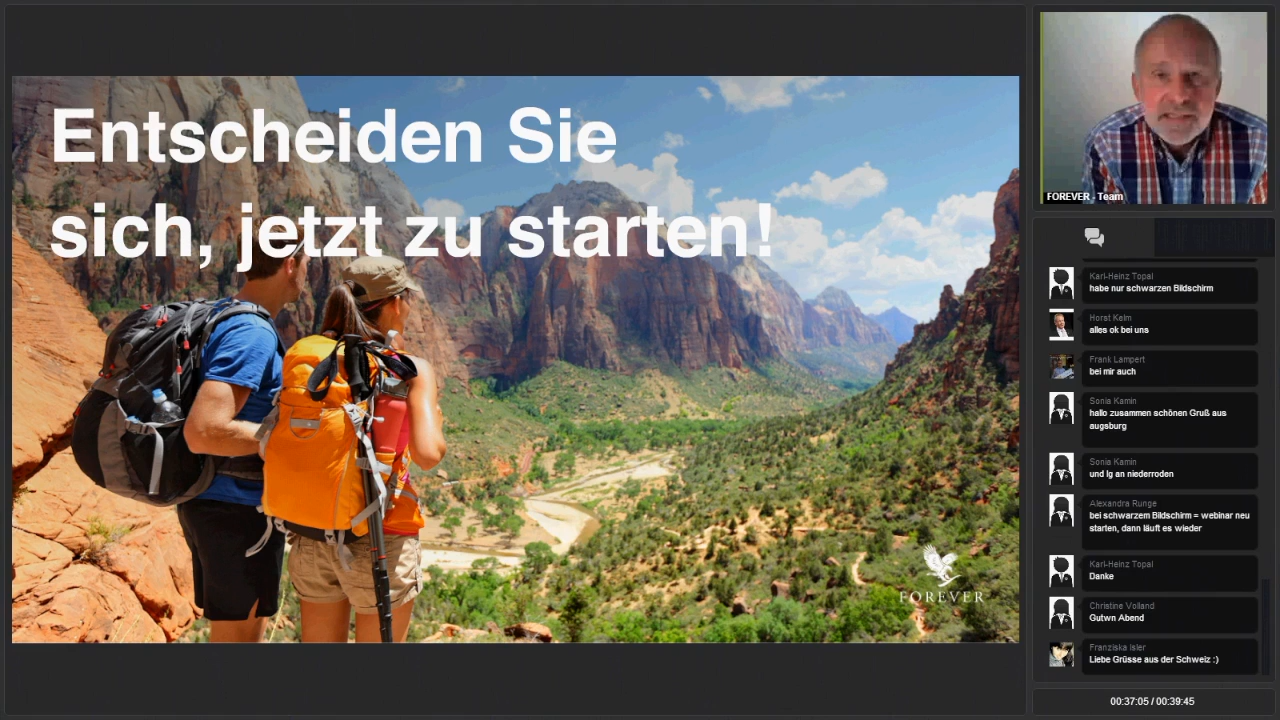 Entscheiden Sie
sich, jetzt zu starten!
FOREVER
FOREVER - Team
Karl-Heinz Topal
habe nur schwarzen Bildschirm
Horst Kelm
alles ok bei uns
Frank Lampert
bei mir auch
Sonia Kamin
hallo zusammen schönen Gruß aus
augsburg
Sonia Kamin
und lg an niederroden
Alexandra Runge
bei schwarzem Bildschirm = webinar neu
starten, dann läuft es wieder
Karl-Heinz Topal
Danke
Christine Volland
Gutwn Abend
Franziska Isler
Liebe Grüsse aus der Schweiz :)
00:37:05 / 00:39:45